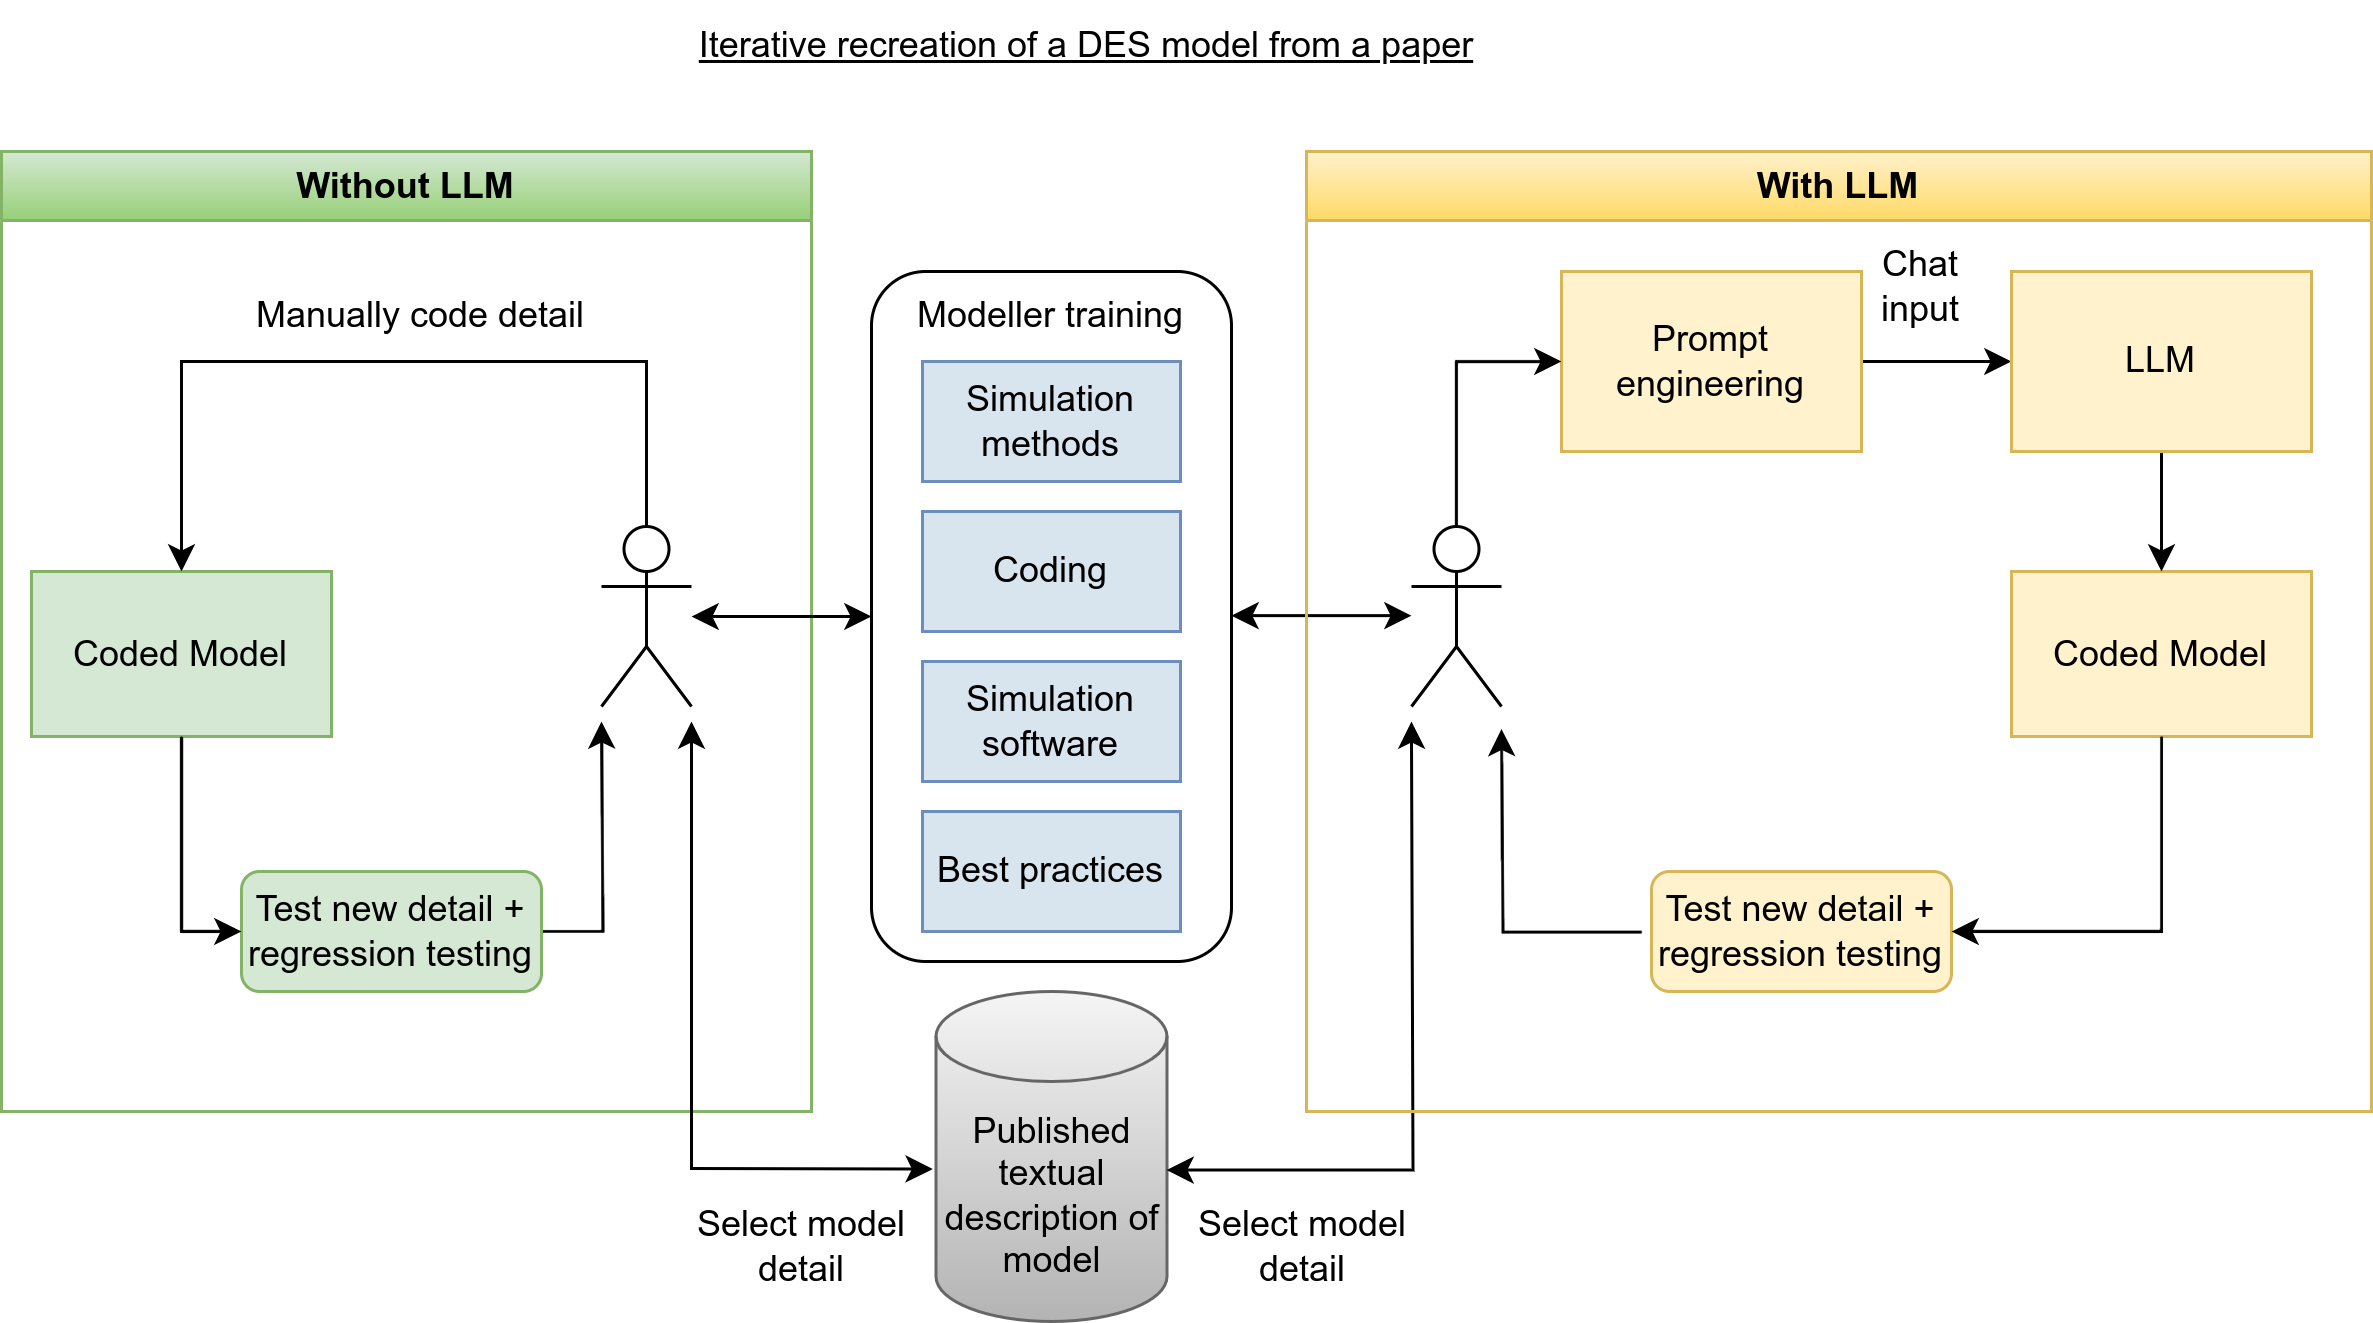 Iterative recreation of a DES model from a paper
Without LLM
Manually code detail
Coded Model
Test new detail +
regression testing
Modeller training
Simulation
methods
Coding
Simulation
software
Best practices
Published
textual
description of
model
Select model
detail
Select model
detail
With LLM
Prompt
engineering
Chat
input
LLM
Coded Model
Test new detail +
regression testing